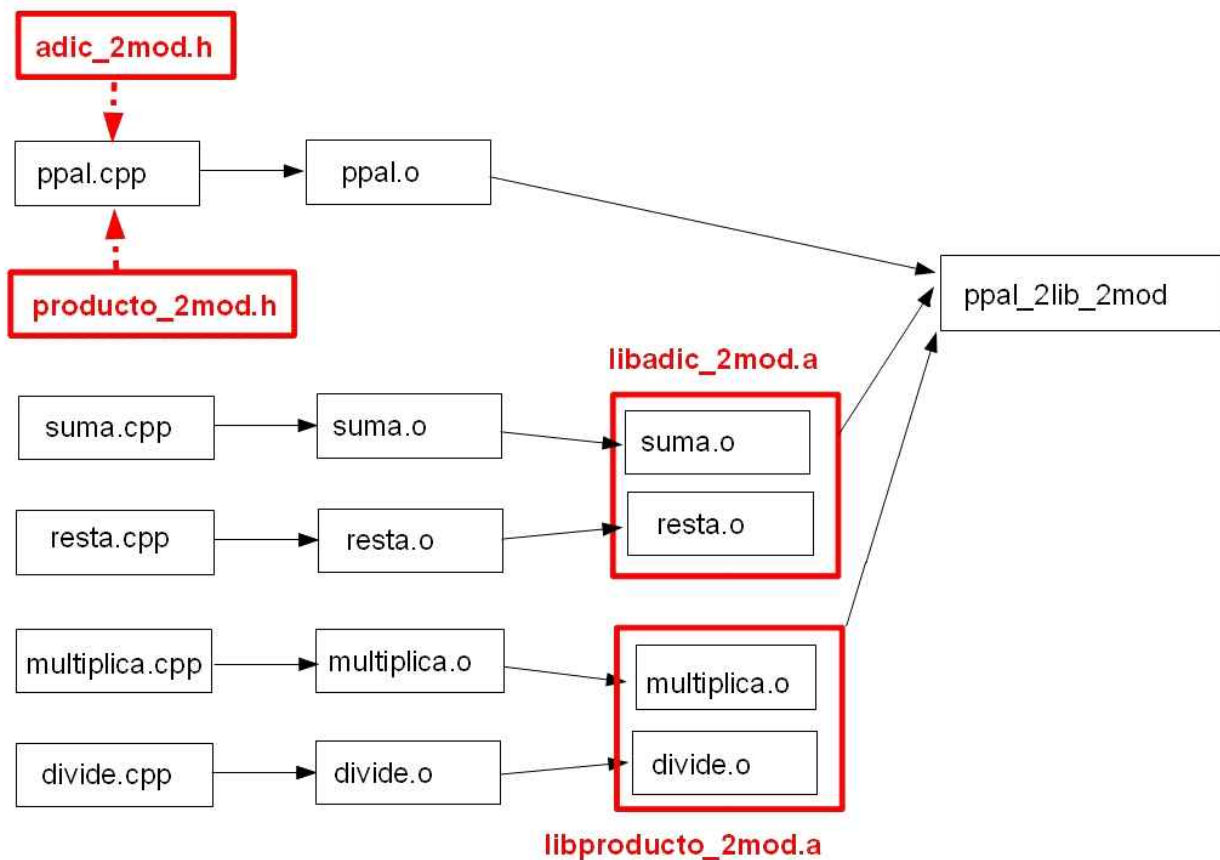 adic_2mod.h
ppal.cpp
ppal.o
producto_2mod.h
ppal_2lib_2mod
libadic_2mod.a
suma.cpp
suma.o
suma.o
resta.cpp
resta.o
resta.o
multiplica.cpp
multiplica.o
multiplica.o
divide.cpp
divide.o
divide.o
libproducto_2mod.a